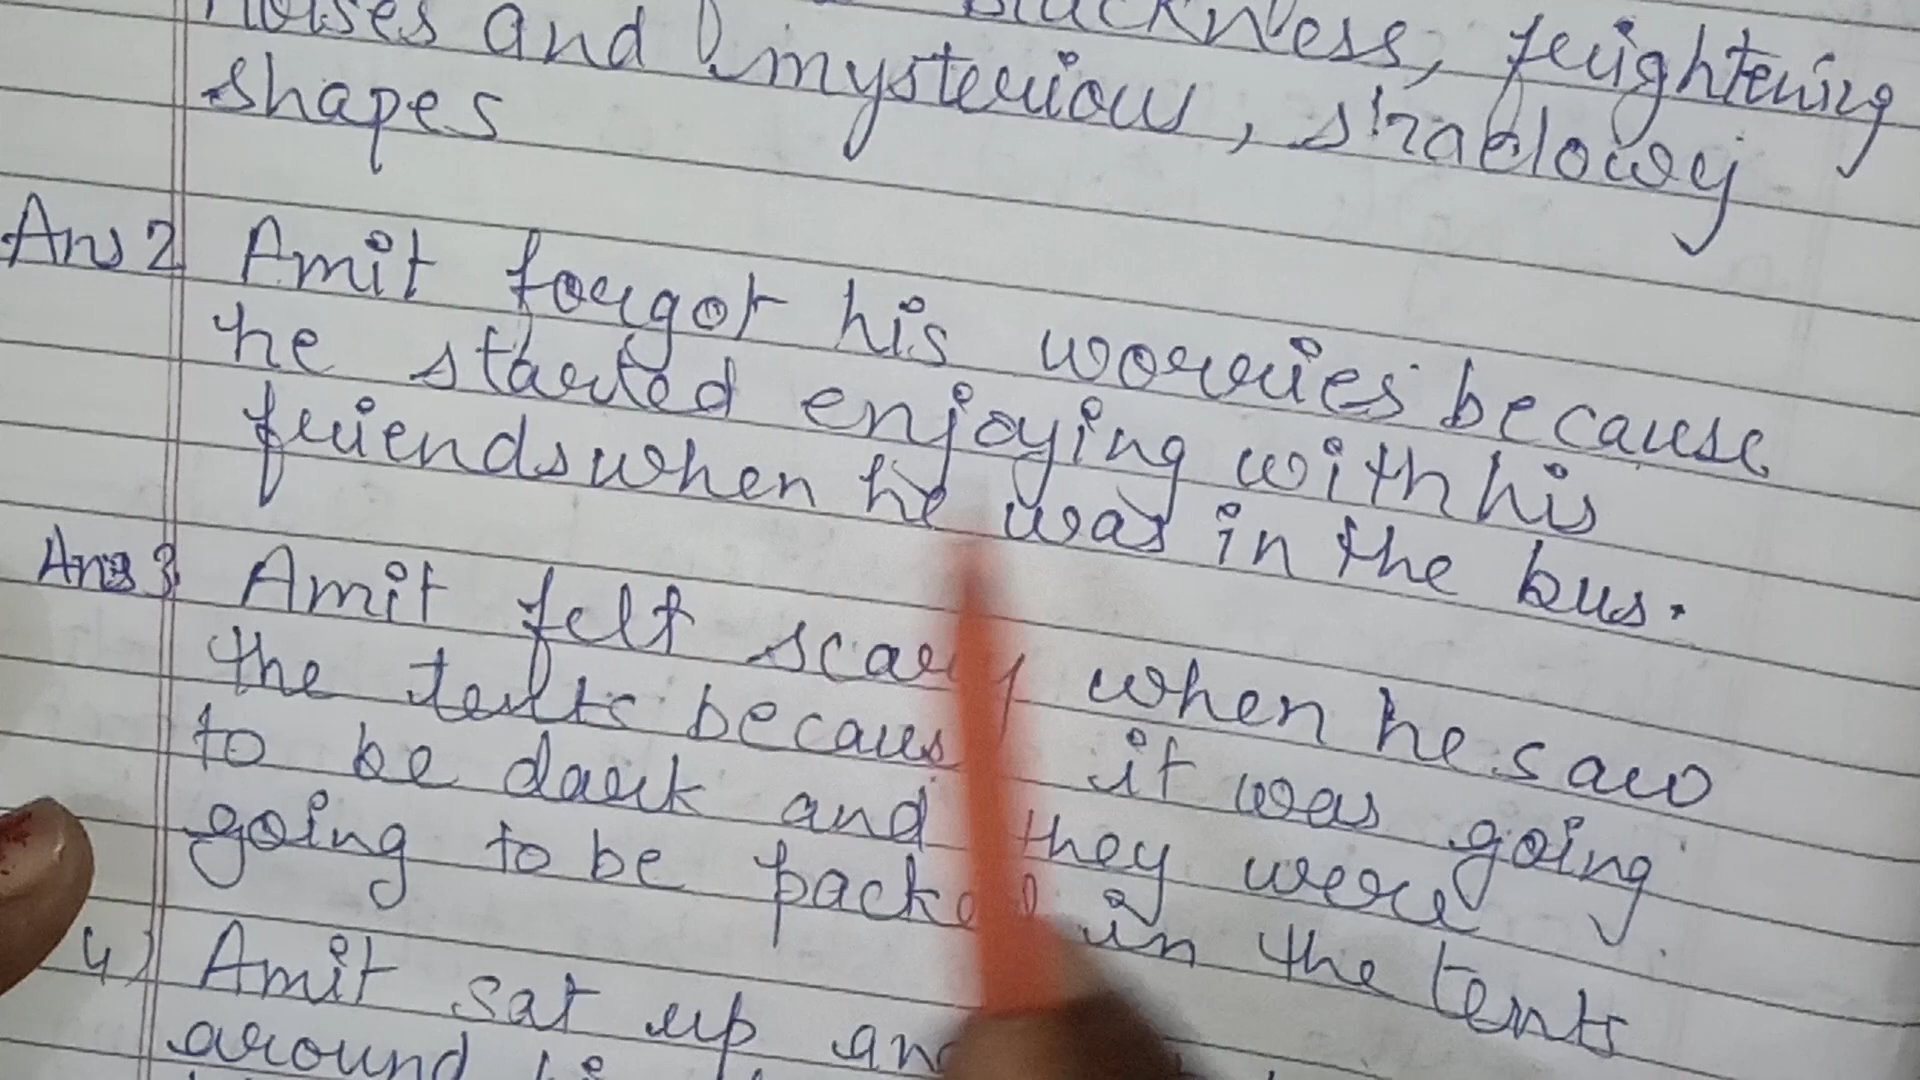 noises and blackness, frightening
shapes mysterious, shadowy
Ans 2 Amit forgot his worries because
he started enjoying with his
friends when he was in the bus.
Ans 3 Amit felt scary when he saw
the tents because it was going
to be dark and they were going
going to be packed in the tents
4) Amit sat up
around